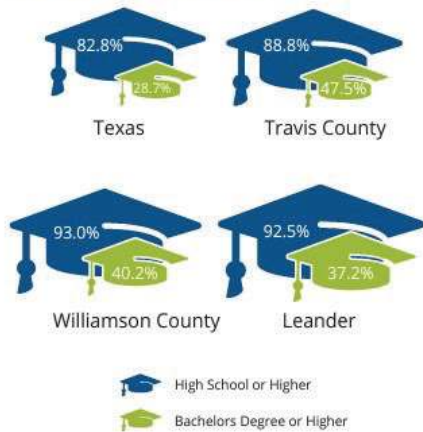 82.8%
28.7%
Texas
88.8%
47.5%
Travis County
93.0%
40.2%
Williamson County
92.5%
37.2%
Leander
High School or Higher
Bachelors Degree or Higher